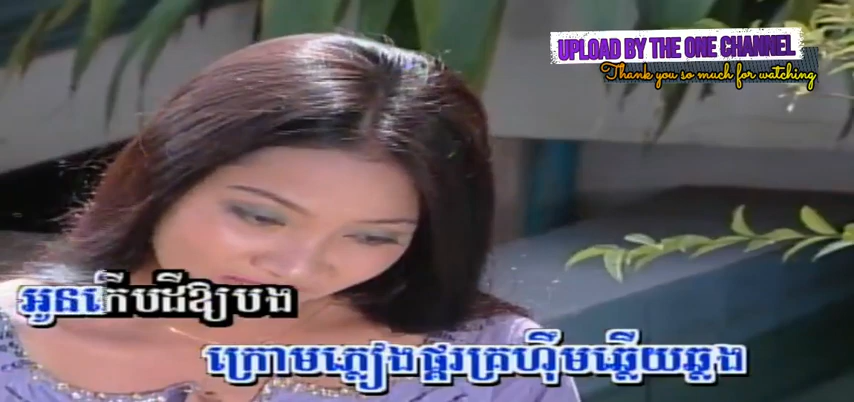 UPLOAD BY THE ONE CHANNEL
Thank you so much for watching
អូនកើបដីឱ្យបង
ក្រោមភ្លៀងផ្គរគ្រហ៊ឹមឆ្លើយឆ្លង